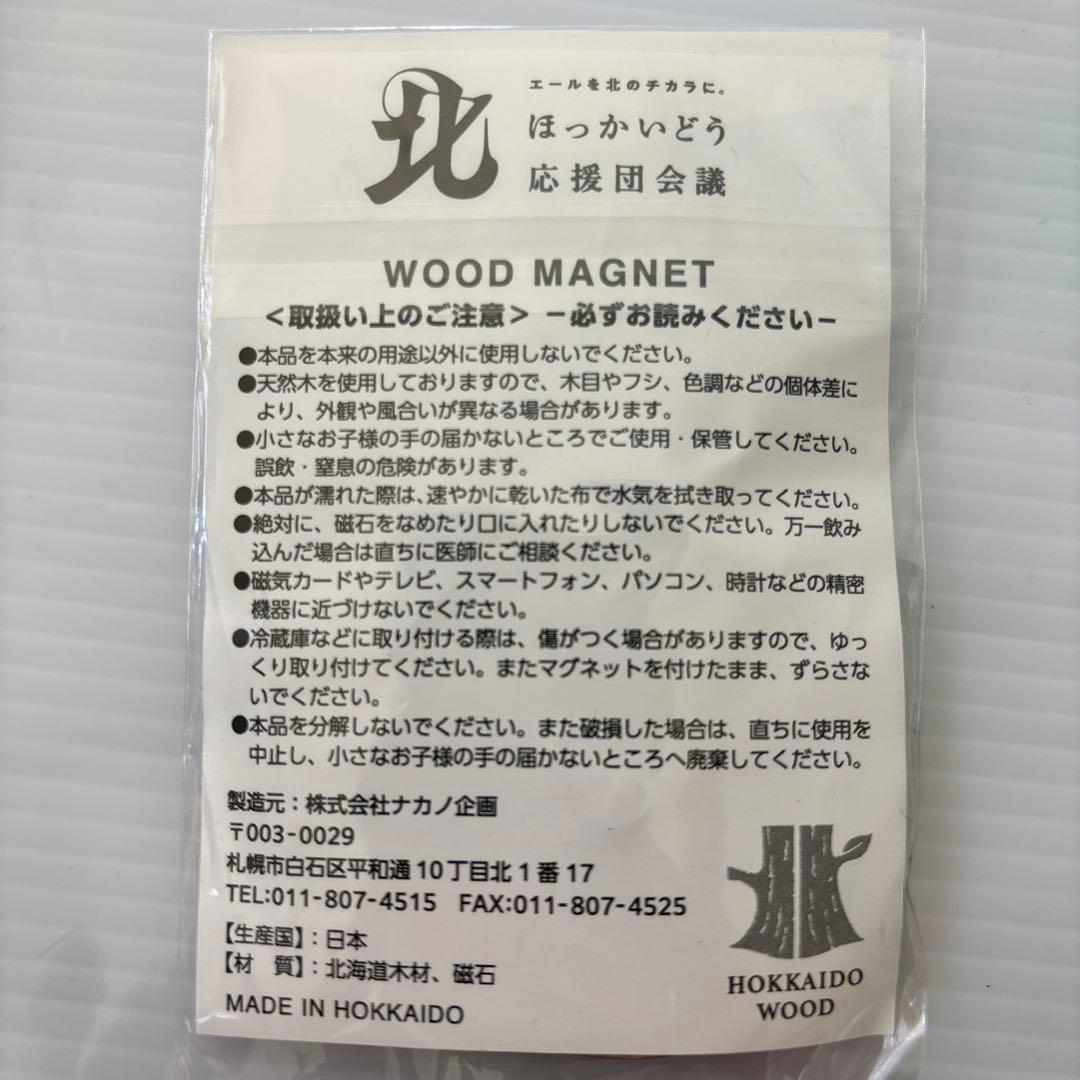 北
エールを北のチカラに。
ほっかいどう
応援団会議
WOOD MAGNET
＜取扱い上のご注意＞ －必ずお読みください－
●本品を本来の用途以外に使用しないでください。
●天然木を使用しておりますので、木目やフシ、色調などの個体差に
より、外観や風合いが異なる場合があります。
●小さなお子様の手の届かないところでご使用・保管してください。
誤飲・窒息の危険があります。
●本品が濡れた際は、速やかに乾いた布で水気を拭き取ってください。
●絶対に、磁石をなめたり口に入れたりしないでください。万一飲み
込んだ場合は直ちに医師にご相談ください。
●磁気カードやテレビ、スマートフォン、パソコン、時計などの精密
機器に近づけないでください。
●冷蔵庫などに取り付ける際は、傷がつく場合がありますので、ゆっ
くり取り付けてください。またマグネットを付けたまま、ずらさな
いでください。
●本品を分解しないでください。また破損した場合は、直ちに使用を
中止し、小さなお子様の手の届かないところへ廃棄してください。
製造元：株式会社ナカノ企画
〒003-0029
札幌市白石区平和通10丁目北1番17
TEL:011-807-4515 FAX:011-807-4525
【生産国】：日本
【材 質】：北海道木材、磁石
MADE IN HOKKAIDO
HOKKAIDO
WOOD